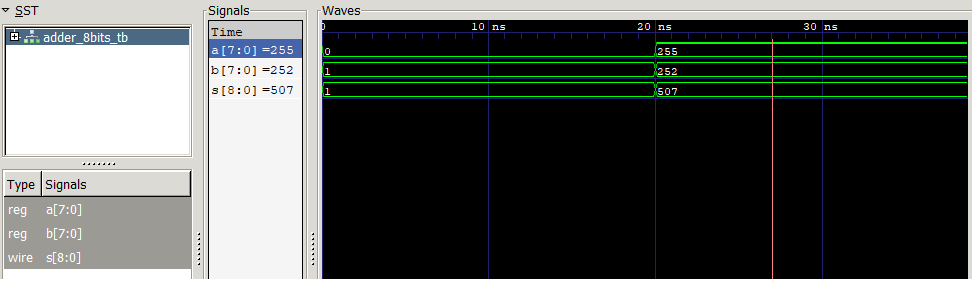 SST
adder_8bits_tb
Type Signals
reg a[7:0]
reg b[7:0]
wire s[8:0]
Signals
Time
a[7:0] =255
b[7:0] =252
s[8:0] =507
Waves
0 10 ns 20 ns 30 ns
0 255
1 252
1 507